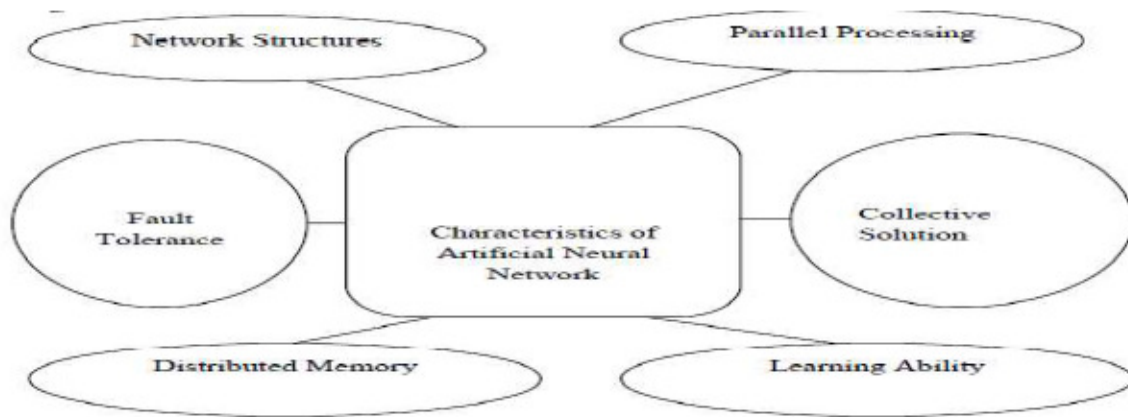 Network Structures
Parallel Processing
Fault
Tolerance
Characteristics of
Artificial Neural
Network
Collective
Solution
Distributed Memory
Learning Ability